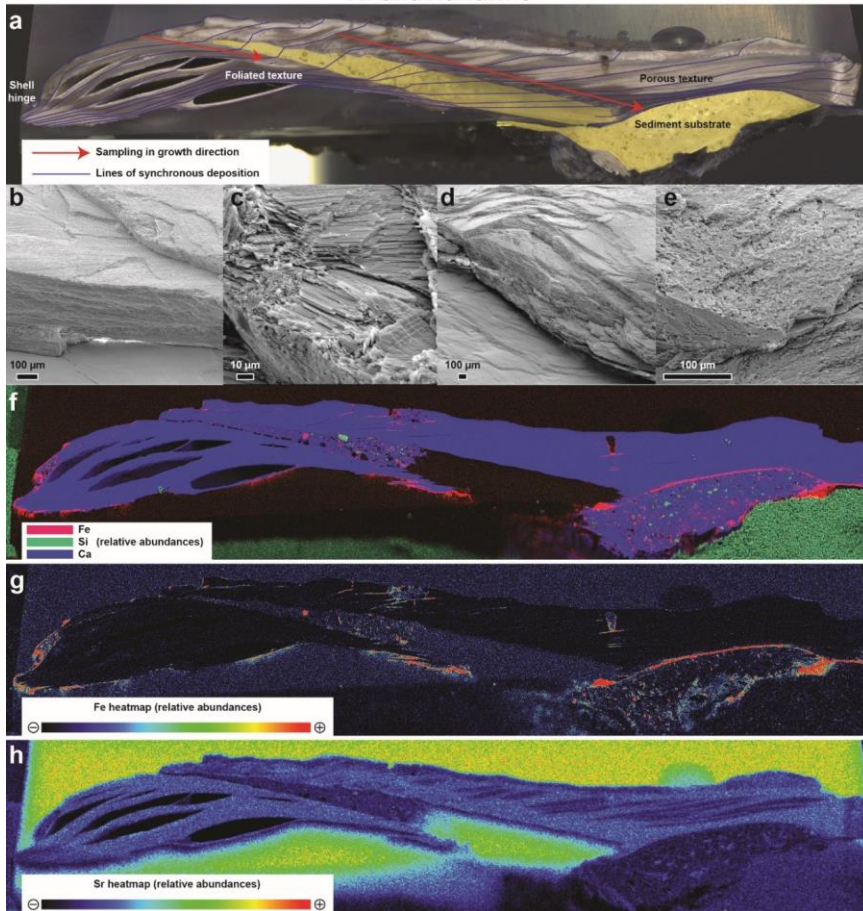 a
Shell
hinge
Foliated texture
Porous texture
Sediment substrate
Sampling in growth direction
Lines of synchronous deposition
b
c
d
e
100 µm
10 µm
100 µm
100 µm
f
Fe
Si (relative abundances)
Ca
g
Fe heatmap (relative abundances)
⊖ ⊕
h
Sr heatmap (relative abundances)
⊖ ⊕